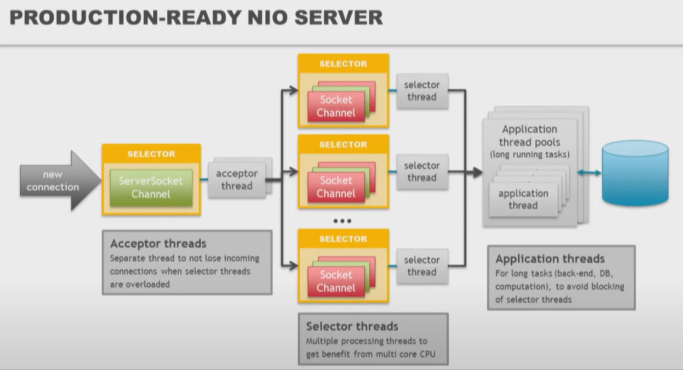 PRODUCTION-READY NIO SERVER
new
connection
SELECTOR
ServerSocket
Channel
acceptor
thread
Acceptor threads
Separate thread to not lose incoming
connections when selector threads
are overloaded
SELECTOR
Socket
Channel
selector
thread
SELECTOR
Socket
Channel
selector
thread
...
SELECTOR
Socket
Channel
selector
thread
Selector threads
Multiple processing threads to
get benefit from multi core CPU
Application
thread pools
(long running tasks)
application
thread
Application threads
For long tasks (back-end, DB,
computation), to avoid blocking
of selector threads